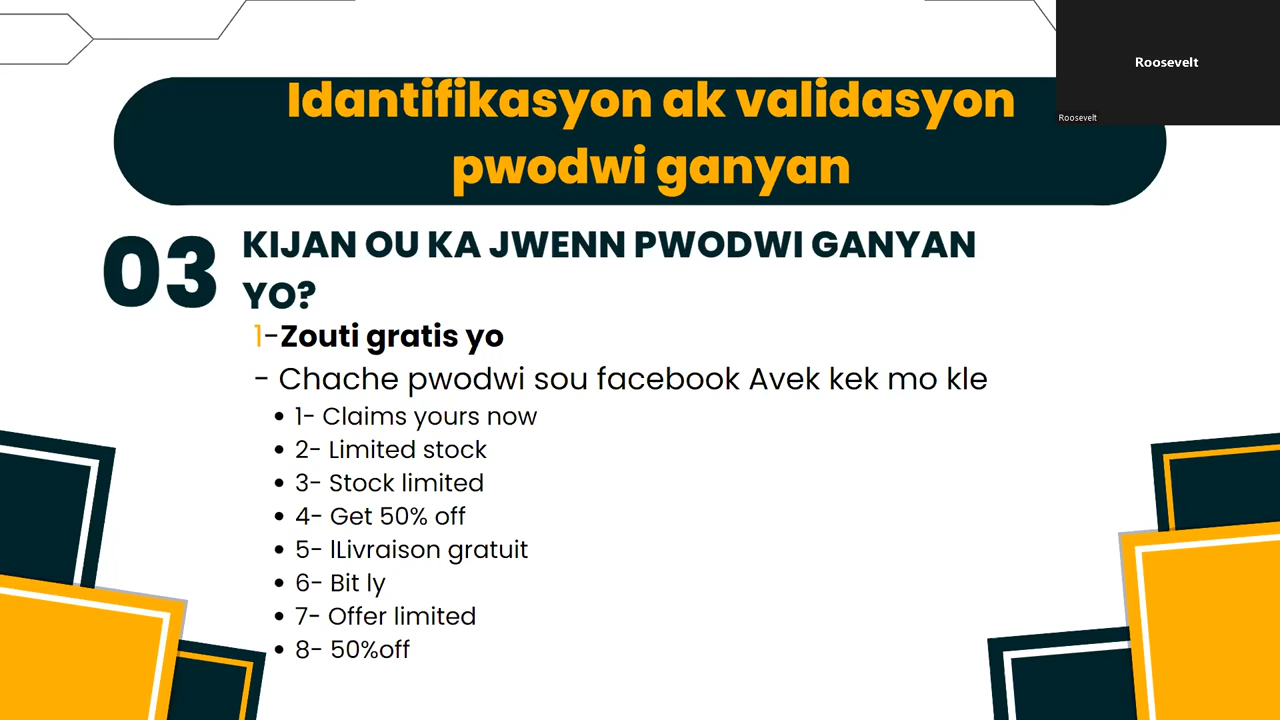 Roosevelt
Roosevelt
Idantifikasyon ak validasyon
pwodwi ganyan
03
KIJAN OU KA JWENN PWODWI GANYAN
YO?
1-Zouti gratis yo
- Chache pwodwi sou facebook Avek kek mo kle
• 1- Claims yours now
• 2- Limited stock
• 3- Stock limited
• 4- Get 50% off
• 5- lLivraison gratuit
• 6- Bit ly
• 7- Offer limited
• 8- 50%off